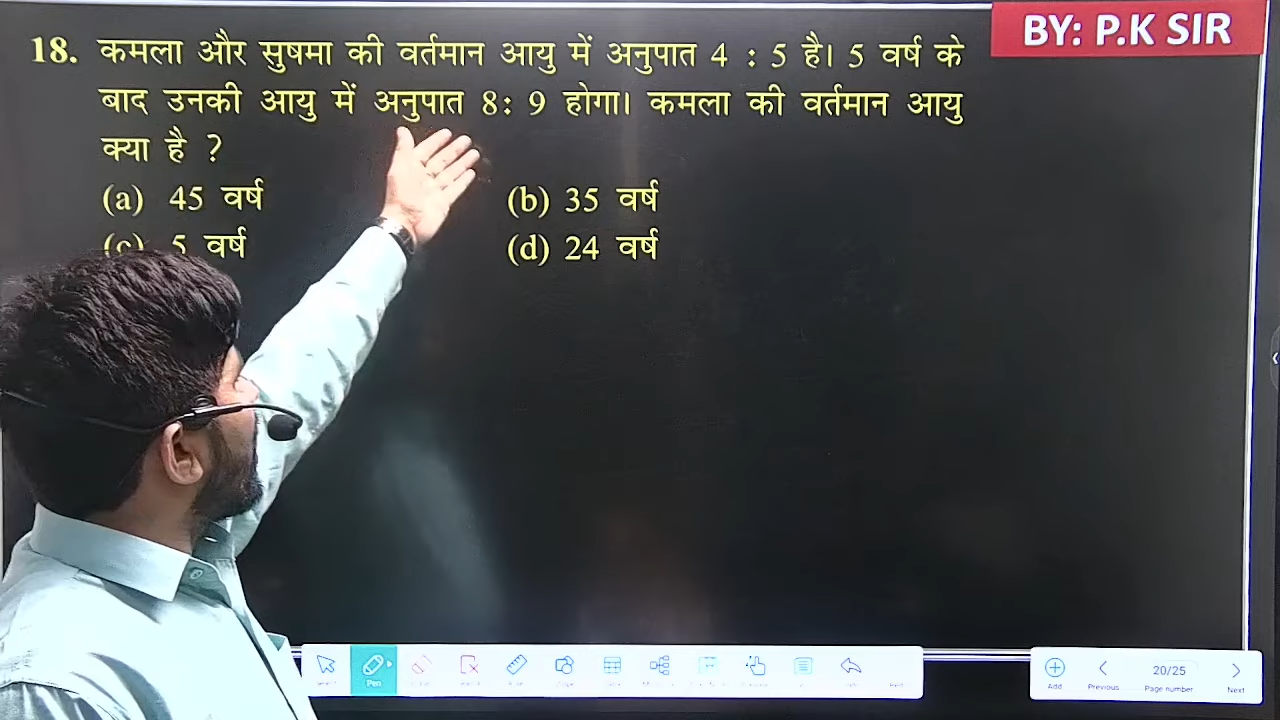 BY: P.K SIR
18. कमला और सुषमा की वर्तमान आयु में अनुपात 4 : 5 है। 5 वर्ष के
बाद उनकी आयु में अनुपात 8: 9 होगा। कमला की वर्तमान आयु
क्या है ?
(a) 45 वर्ष (b) 35 वर्ष
(c) 5 वर्ष (d) 24 वर्ष
Pen
Add Previous 20/25 Page number Next